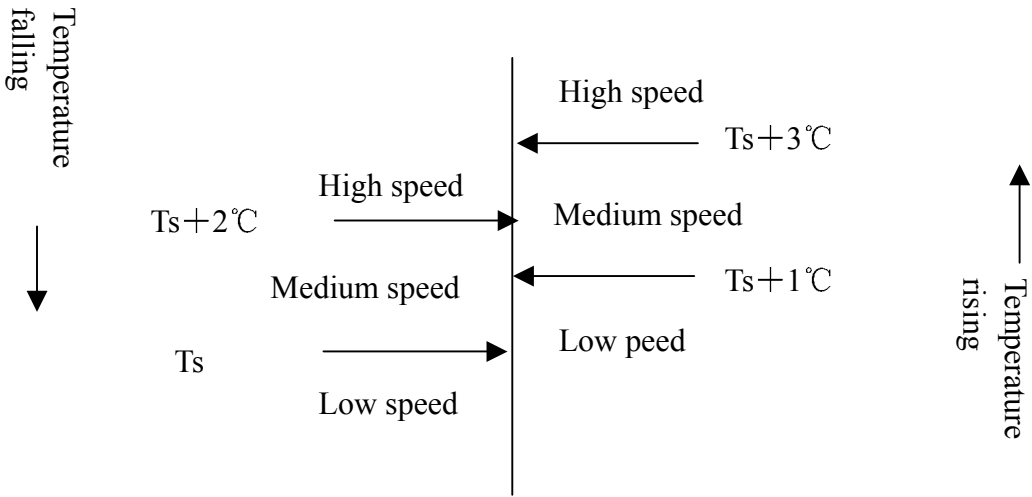 Temperature
falling
High speed
Ts+3℃
High speed
Ts+2℃
Medium speed
Medium speed
Ts+1℃
Low peed
Ts
Low speed
Temperature
rising